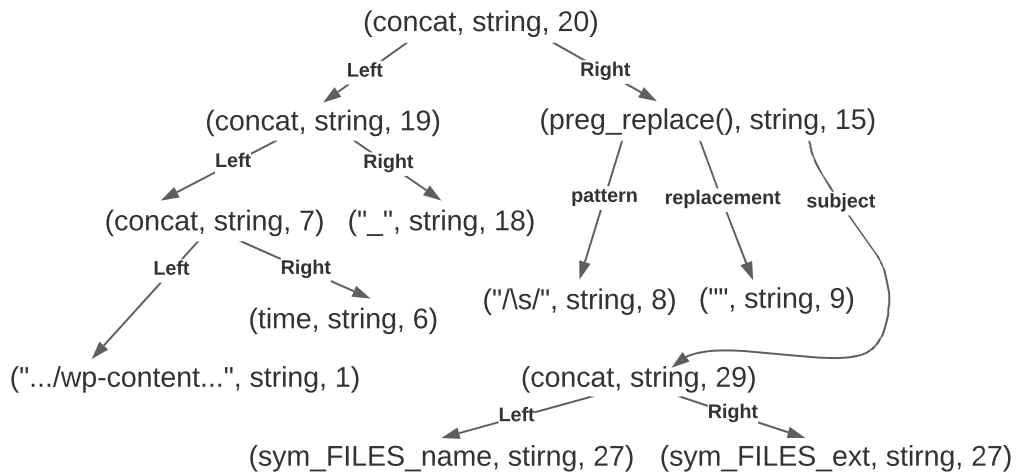 (concat, string, 20)
Left
Right
(concat, string, 19)
(preg_replace(), string, 15)
Left
Right
pattern
replacement
subject
(concat, string, 7)
("_", string, 18)
Left
Right
("/\s/", string, 8)
("", string, 9)
(time, string, 6)
(".../wp-content...", string, 1)
(concat, string, 29)
Left
Right
(sym_FILES_name, stirng, 27)
(sym_FILES_ext, stirng, 27)